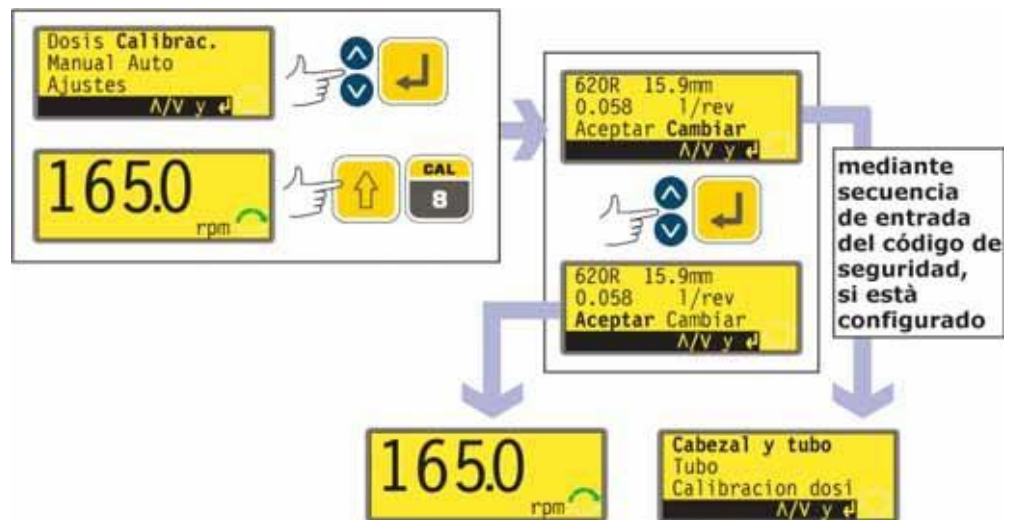 Dosis Calibrac.
Manual Auto
Ajustes
Λ/V y ↲
165.0
rpm
CAL
8
620R 15.9mm
0.058 l/rev
Aceptar Cambiar
Λ/V y ↲
620R 15.9mm
0.058 l/rev
Aceptar Cambiar
Λ/V y ↲
mediante
secuencia
de entrada
del código de
seguridad,
si està
configurado
165.0
rpm
Cabezal y tubo
Tubo
Calibracion dosi
Λ/V y ↲